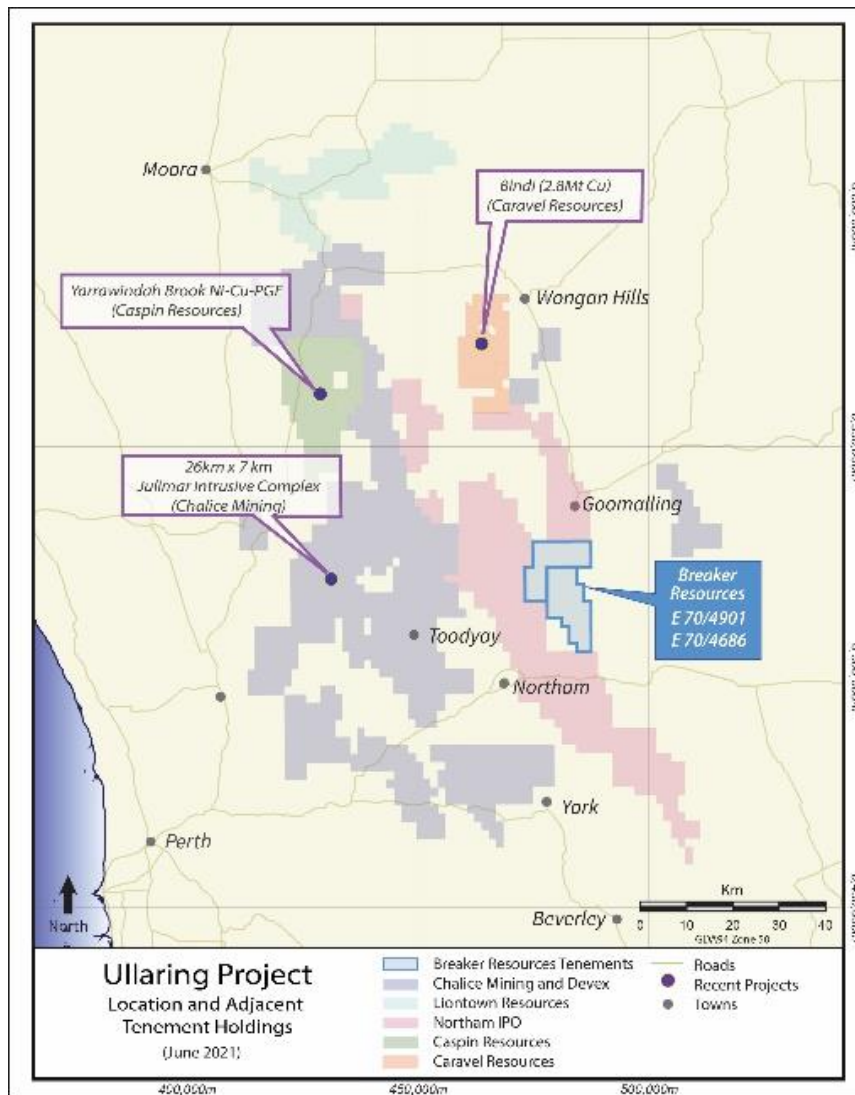 Moora
Bindi (2.8Mt Cu)
(Caravel Resources)
Yarrawindah Brook Ni-Cu-PGE
(Caspin Resources)
Wongan Hills
26km x 7 km
Julimar Intrusive Complex
(Chalice Mining)
Goomalling
Breaker
Resources
E 70/4901
E 70/4686
Toodyay
Northam
York
Perth
Km
0 10 20 30 40
GDA94 Zone 50
North
Beverley
Ullaring Project
Location and Adjacent
Tenement Holdings
(June 2021)
Breaker Resources Tenements
Chalice Mining and Devex
Liontown Resources
Northam IPO
Caspin Resources
Caravel Resources
Roads
Recent Projects
Towns
400,000m
450,000m
500,000m